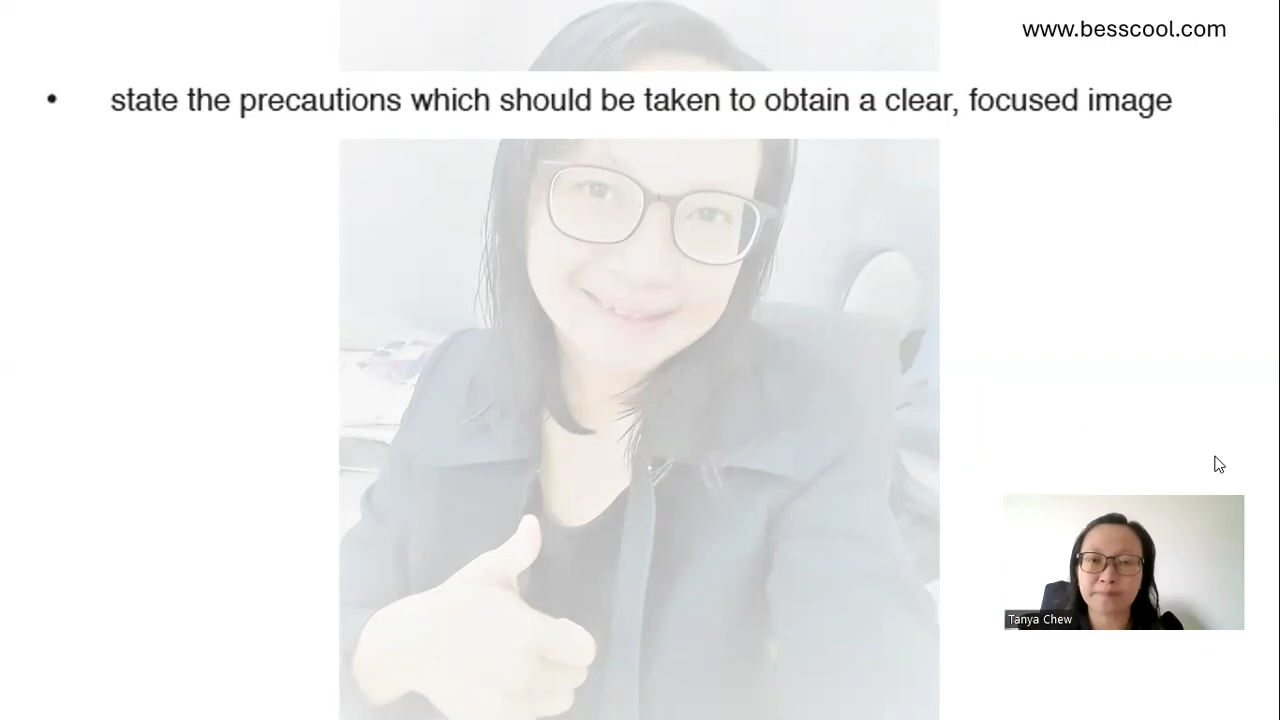 www.besscool.com
• state the precautions which should be taken to obtain a clear, focused image
Tanya Chew